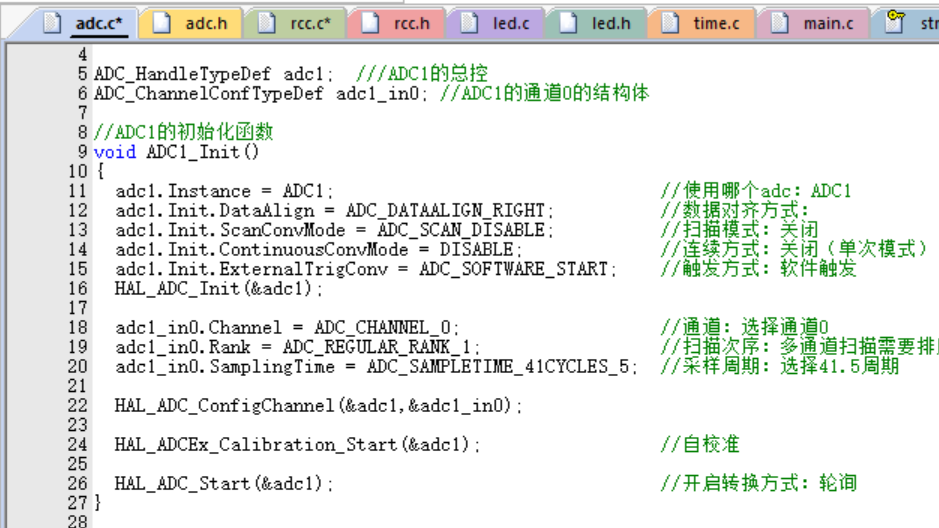 adc.c* adc.h rcc.c* rcc.h led.c led.h time.c main.c
4
5 ADC_HandleTypeDef adc1; ///ADC1的总控
6 ADC_ChannelConfTypeDef adc1_in0; //ADC1的通道0的结构体
7
8 //ADC1的初始化函数
9 void ADC1_Init()
10 {
11 adc1.Instance = ADC1; //使用哪个adc: ADC1
12 adc1.Init.DataAlign = ADC_DATAALIGN_RIGHT; //数据对齐方式:
13 adc1.Init.ScanConvMode = ADC_SCAN_DISABLE; //扫描模式: 关闭
14 adc1.Init.ContinuousConvMode = DISABLE; //连续方式: 关闭（单次模式）
15 adc1.Init.ExternalTrigConv = ADC_SOFTWARE_START; //触发方式: 软件触发
16 HAL_ADC_Init(&adc1);
17
18 adc1_in0.Channel = ADC_CHANNEL_0; //通道: 选择通道0
19 adc1_in0.Rank = ADC_REGULAR_RANK_1; //扫描次序: 多通道扫描需要排
20 adc1_in0.SamplingTime = ADC_SAMPLETIME_41CYCLES_5; //采样周期: 选择41.5周期
21
22 HAL_ADC_ConfigChannel(&adc1,&adc1_in0);
23
24 HAL_ADCEx_Calibration_Start(&adc1); //自校准
25
26 HAL_ADC_Start(&adc1); //开启转换方式: 轮询
27 }
28